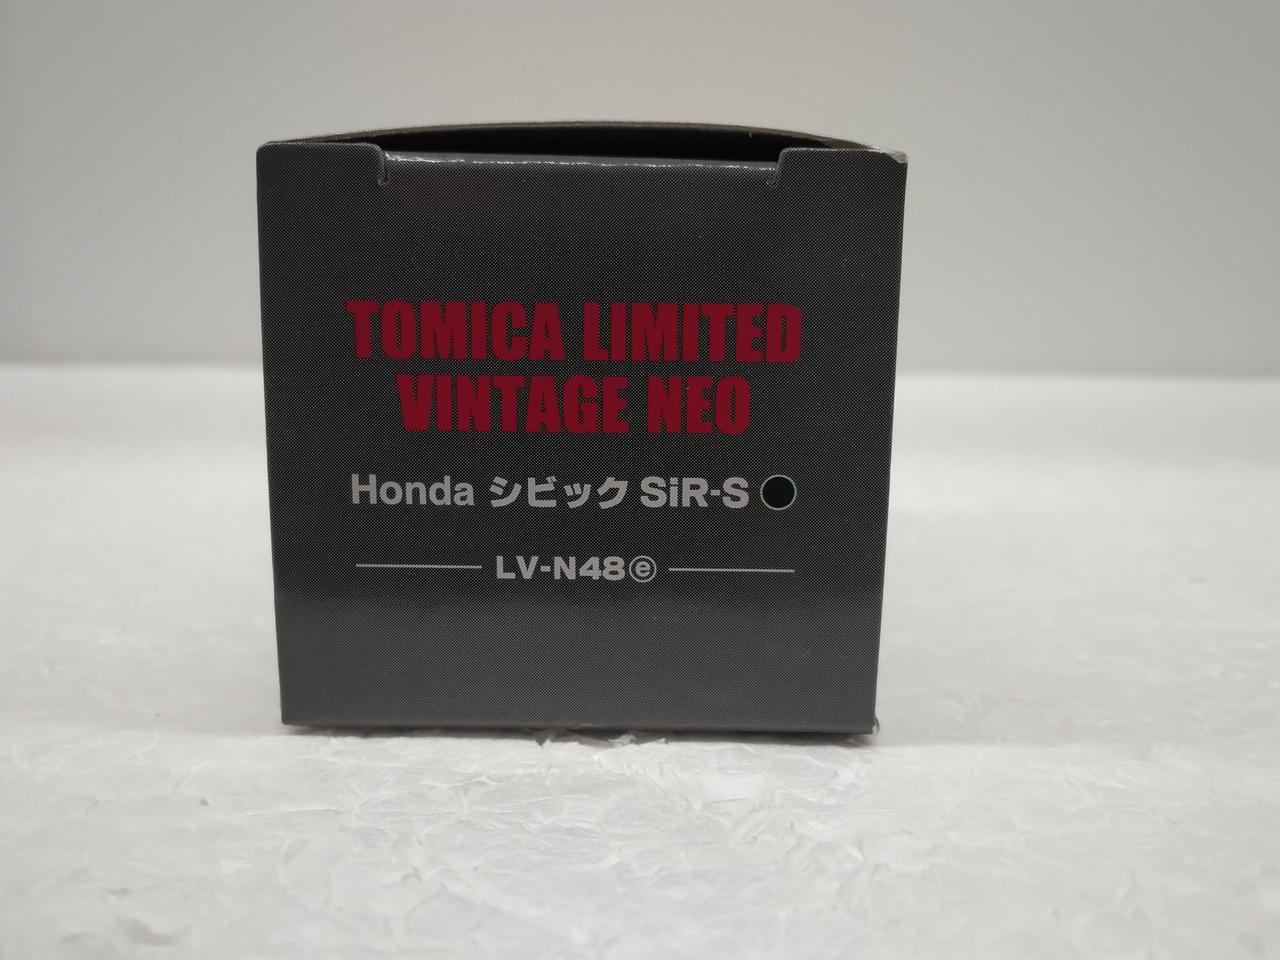 TOMICA LIMITED
VINTAGE NEO
Honda シビック SiR-S
LV-N48ⓔ